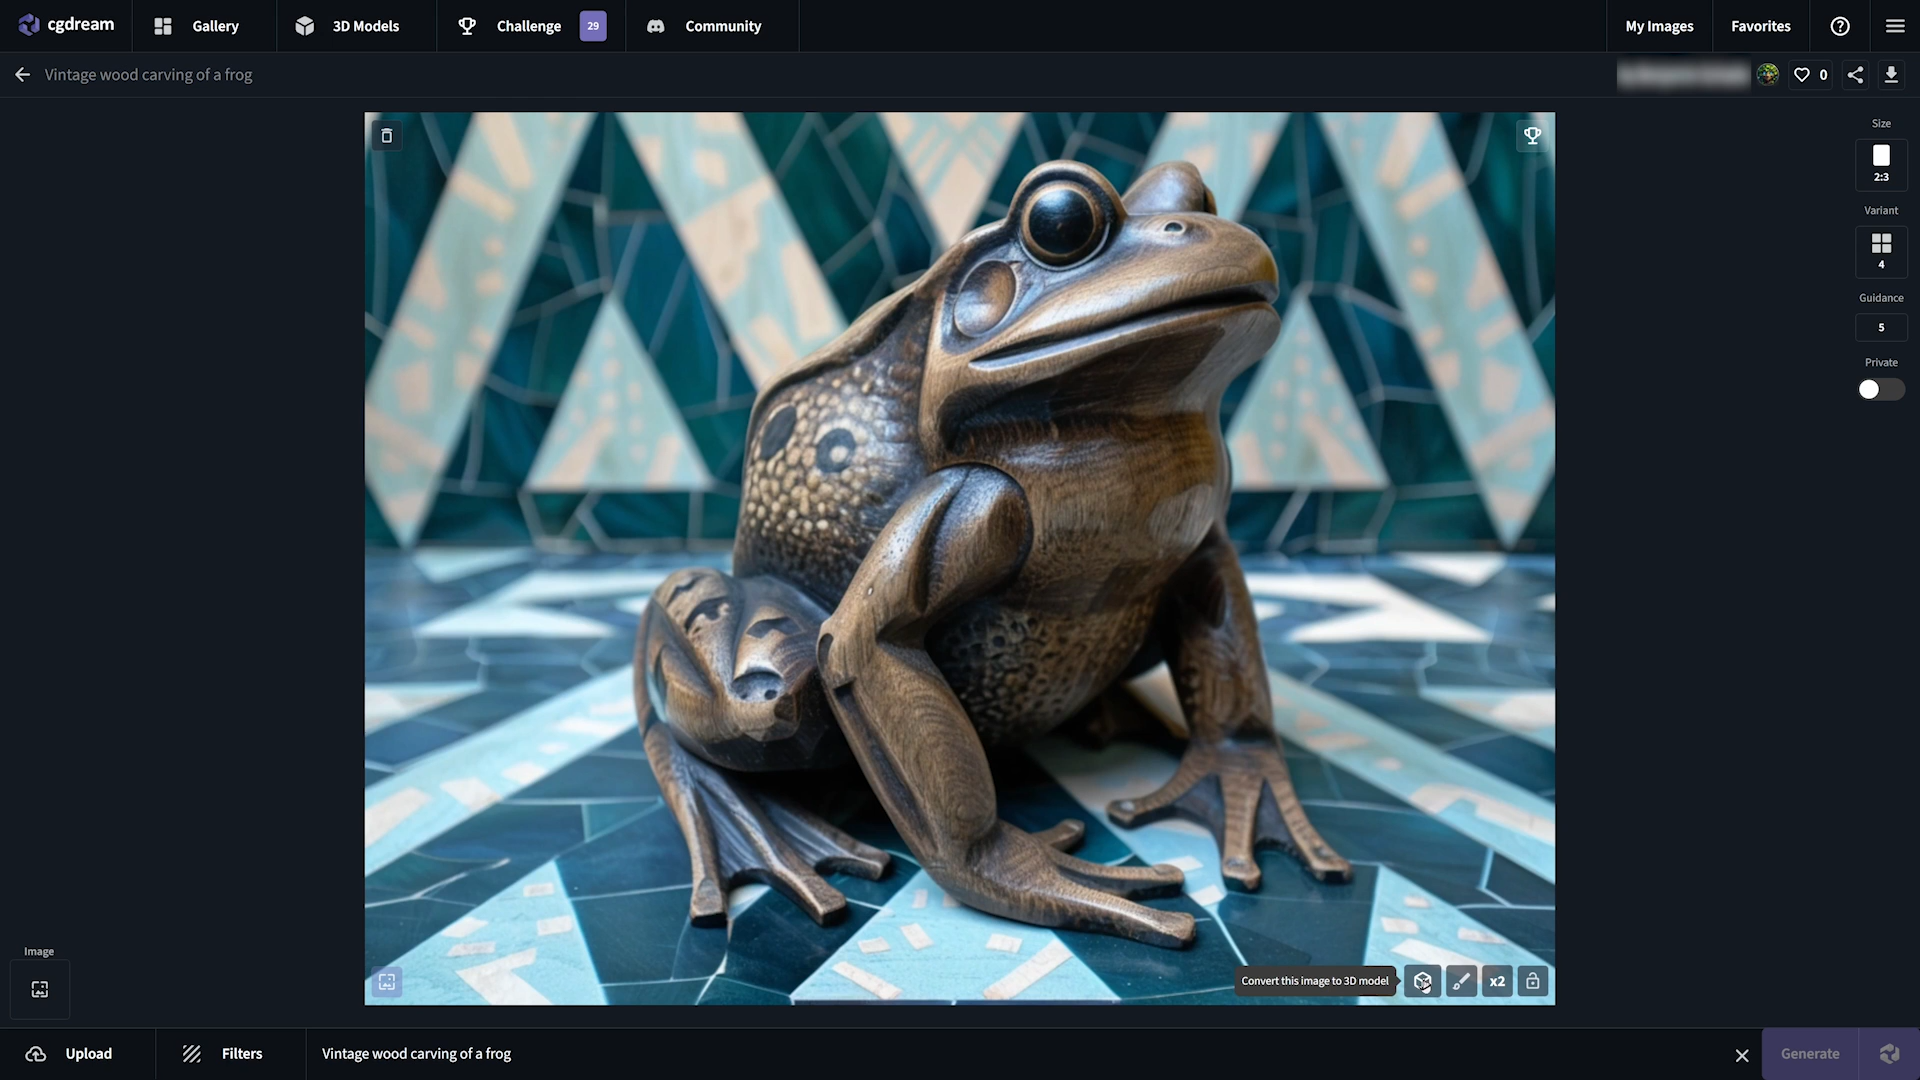 cgdream
Gallery
3D Models
Challenge
29
Community
My Images
Favorites
Vintage wood carving of a frog
0
Size
2:3
Variant
4
Guidance
5
Private
Image
Convert this image to 3D model
x2
Upload
Filters
Vintage wood carving of a frog
Generate